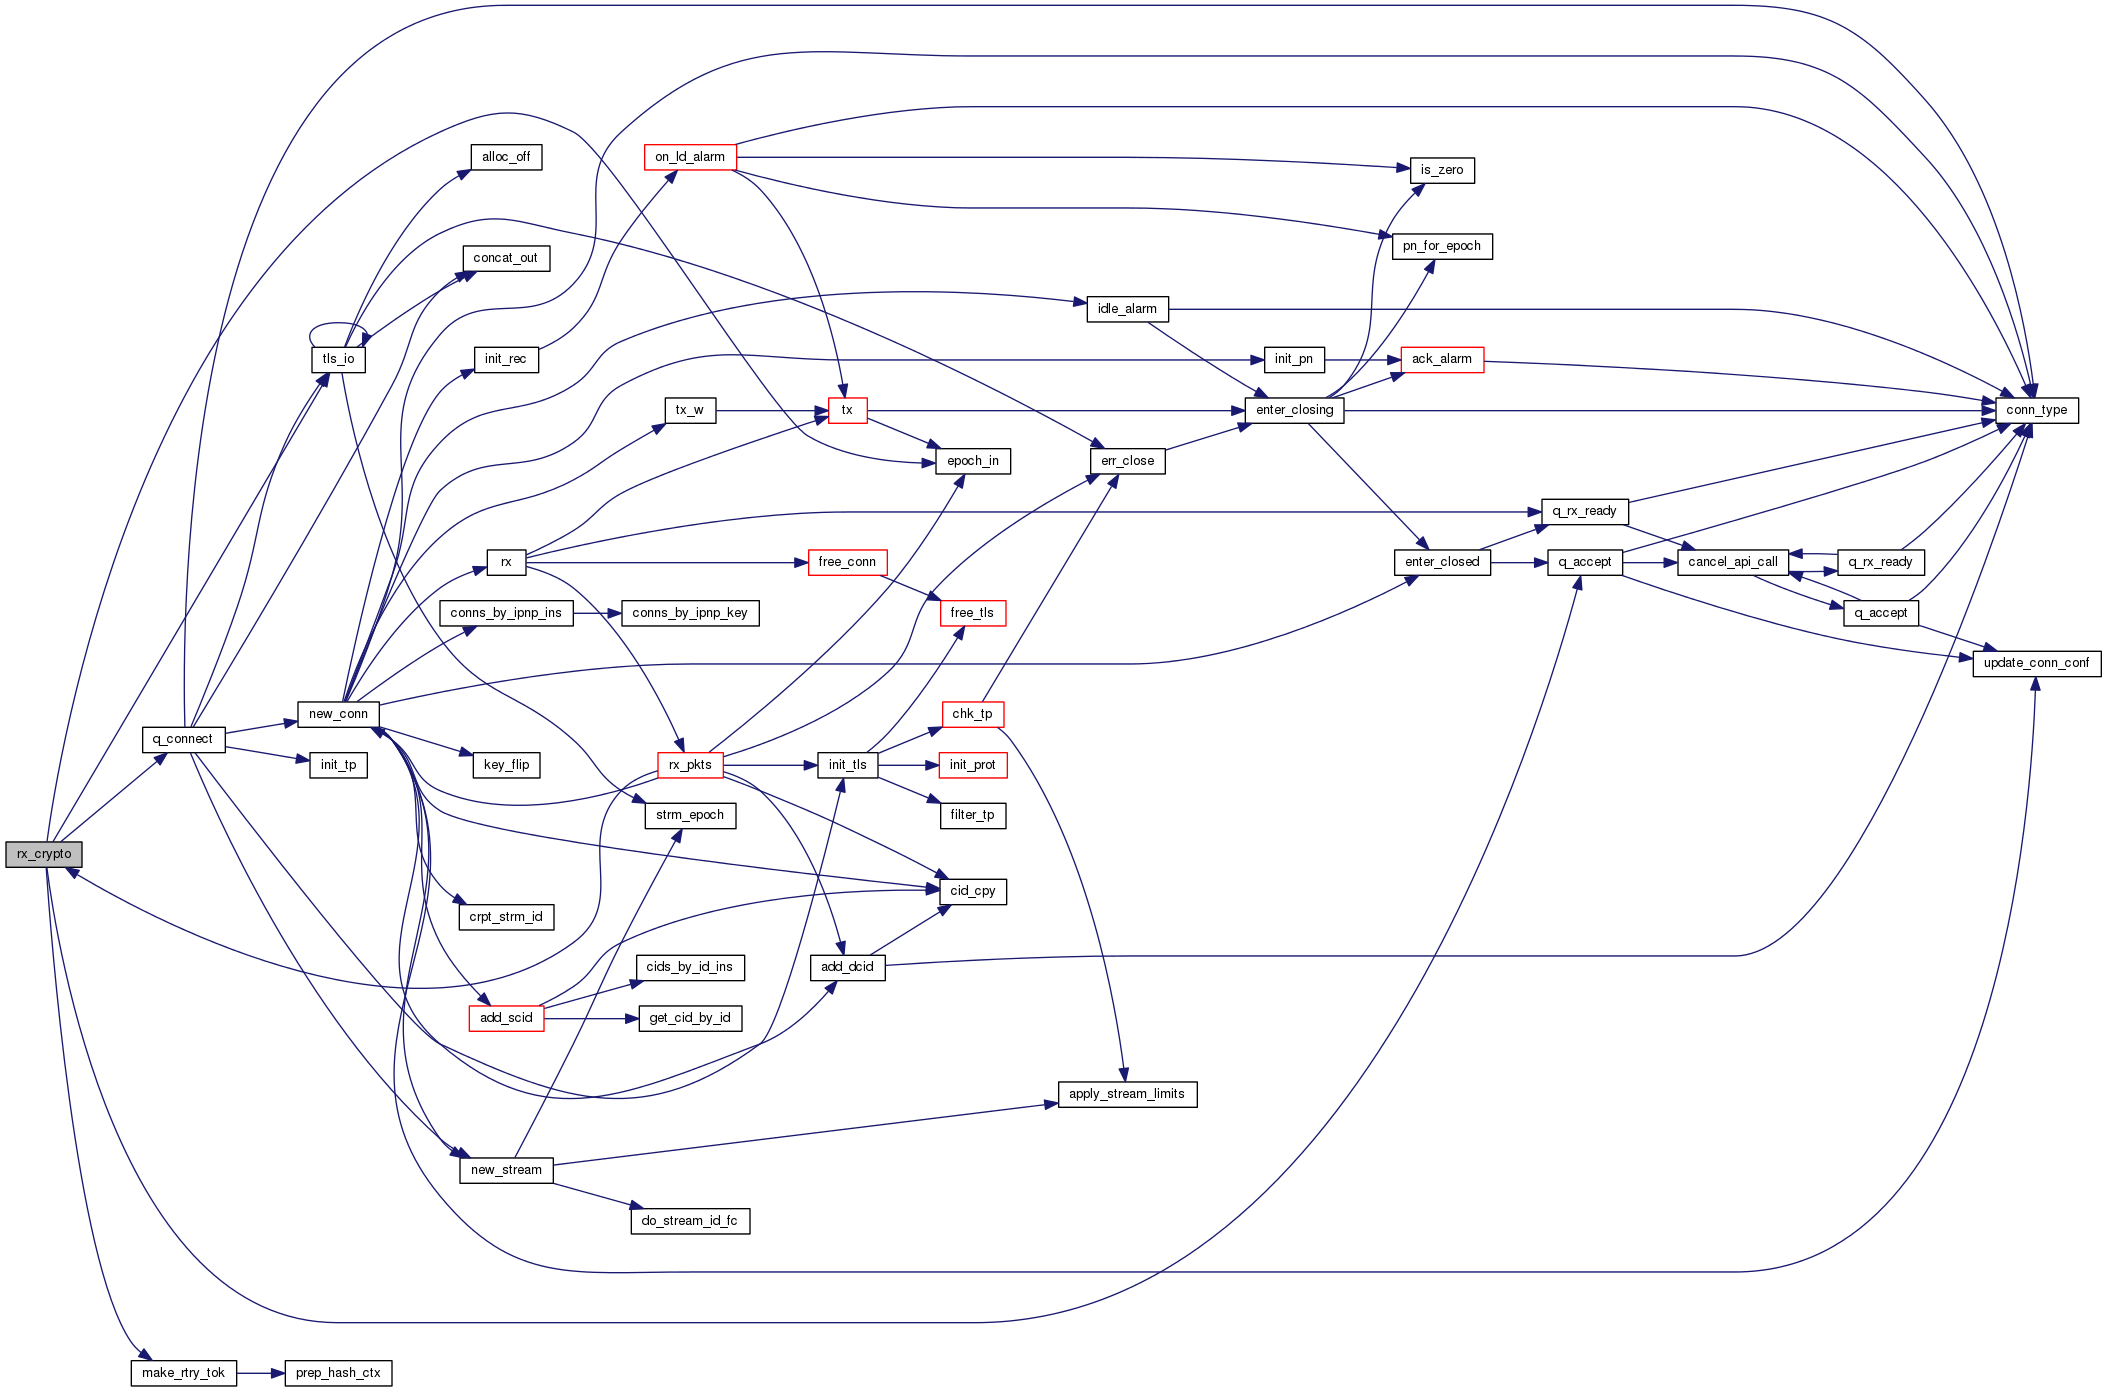 alloc_off
on_ld_alarm
is_zero
pn_for_epoch
concat_out
idle_alarm
tls_io
init_rec
init_pn
ack_alarm
tx_w
tx
enter_closing
conn_type
epoch_in
err_close
q_rx_ready
rx
free_conn
enter_closed
q_accept
cancel_api_call
q_rx_ready
conns_by_ipnp_ins
conns_by_ipnp_key
free_tls
q_accept
update_conn_conf
new_conn
chk_tp
q_connect
init_tp
key_flip
rx_pkts
init_tls
init_prot
strm_epoch
filter_tp
rx_crypto
cid_cpy
crpt_strm_id
cids_by_id_ins
add_dcid
add_scid
get_cid_by_id
apply_stream_limits
new_stream
do_stream_id_fc
make_rtry_tok
prep_hash_ctx